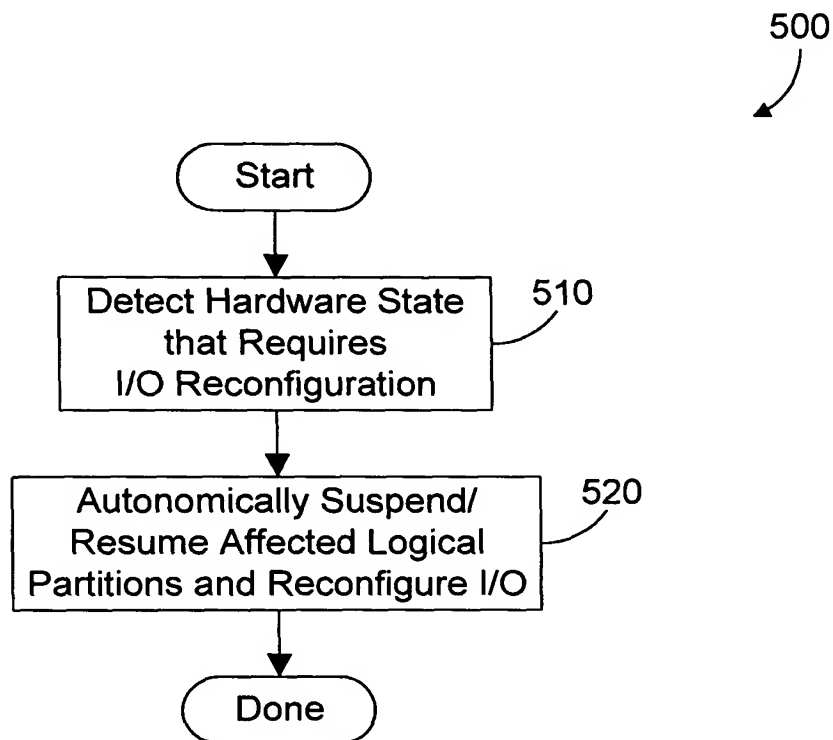 500
Start
Detect Hardware State
that Requires
I/O Reconfiguration
510
Autonomically Suspend/
Resume Affected Logical
Partitions and Reconfigure I/O
520
Done